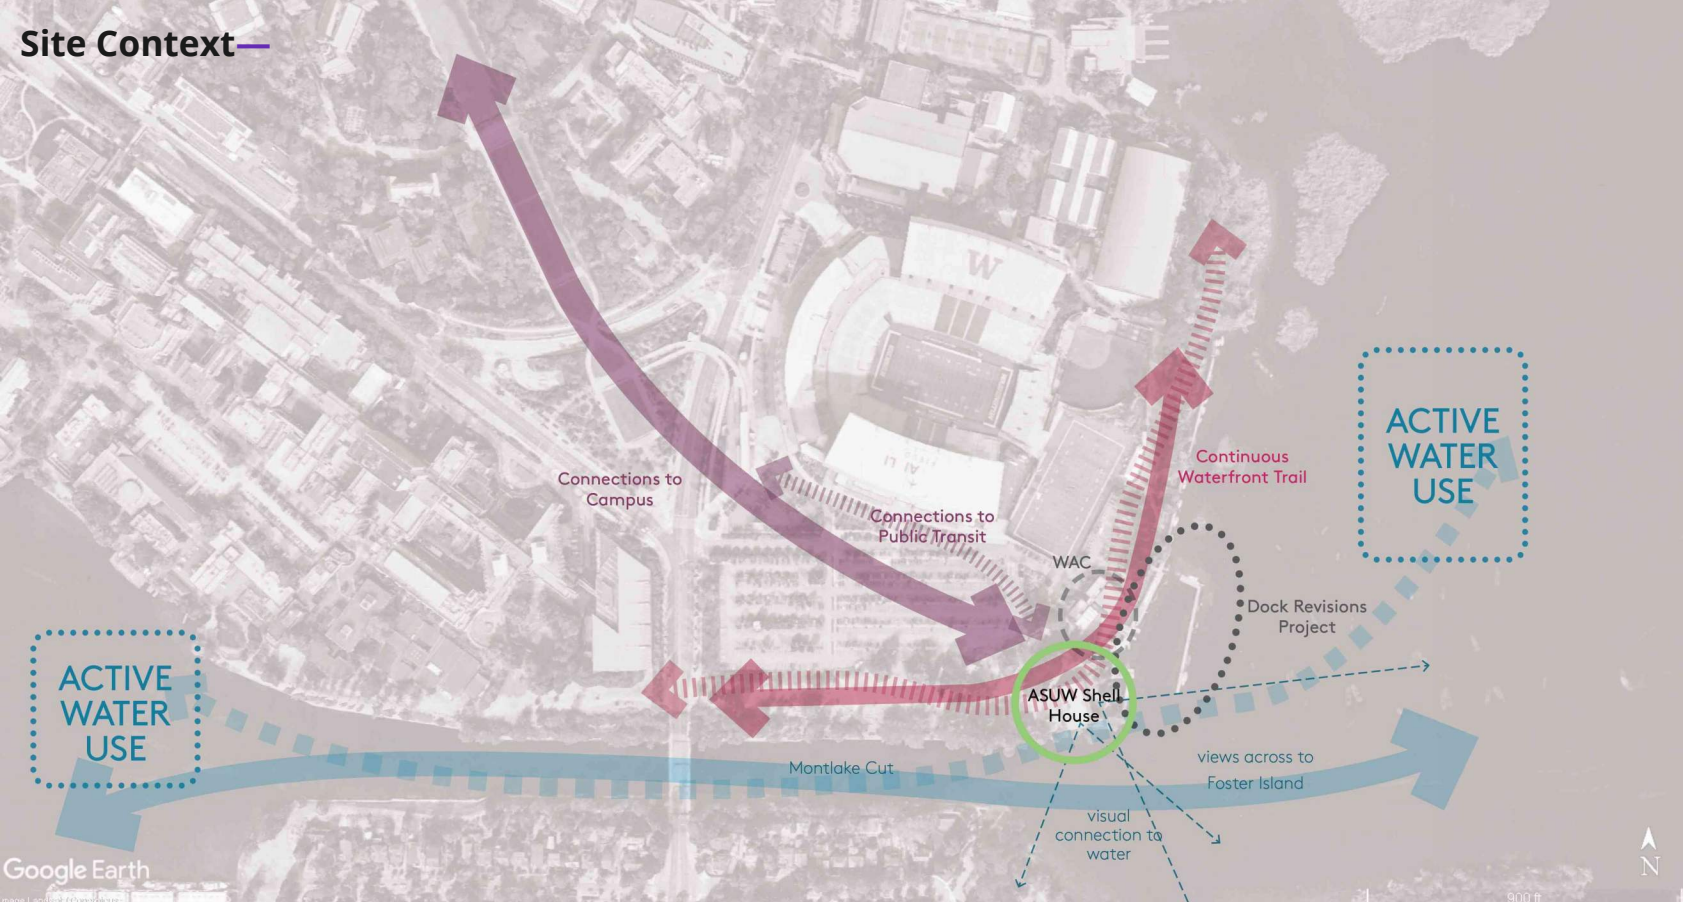 Site Context—
W
ACTIVE
WATER
USE
Connections to
Campus
Connections to
Public Transit
Continuous
Waterfront Trail
WAC
Dock Revisions
Project
ACTIVE
WATER
USE
ASUW Shell
House
Montlake Cut
views across to
Foster Island
visual
connection to
water
Google Earth
N
900 ft